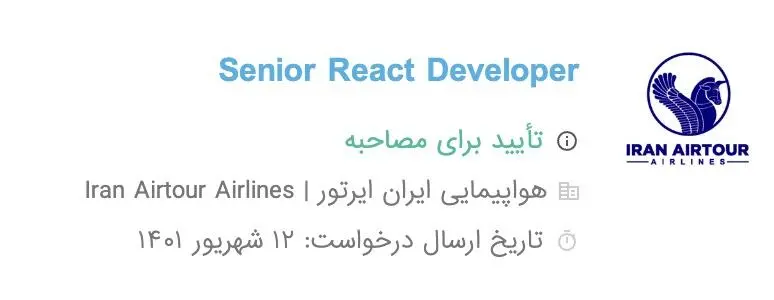 Senior React Developer
تأیید برای مصاحبه
هواپیمایی ایران ایرتور | Iran Airtour Airlines
تاریخ ارسال درخواست: ۱۲ شهریور ۱۴۰۱
IRAN AIRTOUR
AIRLINES